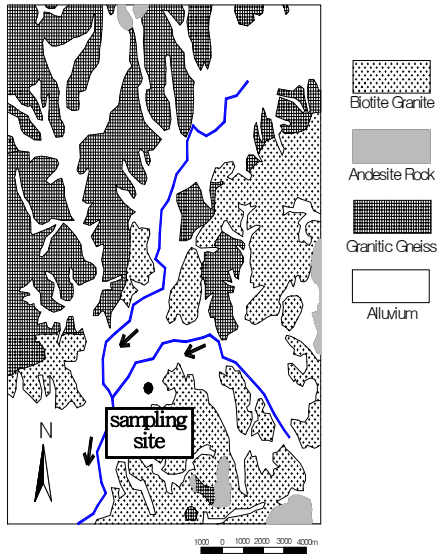 Biotite Granite
Andesite Rock
Granitic Gneiss
Alluvium
sampling
site
N
1000 0 1000 2000 3000 4000m